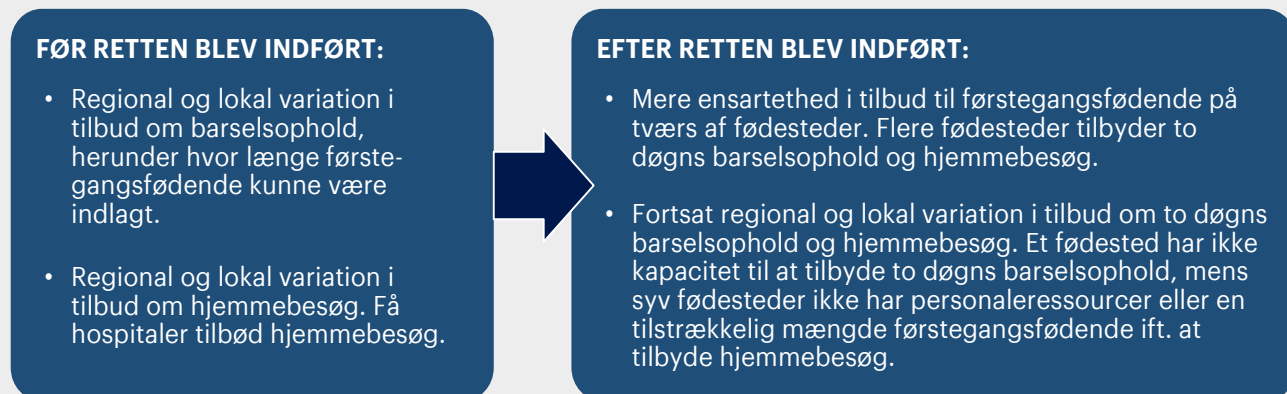 FØR RETTEN BLEV INDFØRT:
• Regional og lokal variation i
tilbud om barselsophold,
herunder hvor længe første-
gangsfødende kunne være
indlagt.
• Regional og lokal variation i
tilbud om hjemmebesøg. Få
hospitaler tilbød hjemmebesøg.
EFTER RETTEN BLEV INDFØRT:
• Mere ensartethed i tilbud til førstegangsfødende på
tværs af fødesteder. Flere fødesteder tilbyder to
døgns barselsophold og hjemmebesøg.
• Fortsat regional og lokal variation i tilbud om to døgns
barselsophold og hjemmebesøg. Et fødested har ikke
kapacitet til at tilbyde to døgns barselsophold, mens
syv fødesteder ikke har personaleressourcer eller en
tilstrækkelig mængde førstegangsfødende ift. at
tilbyde hjemmebesøg.